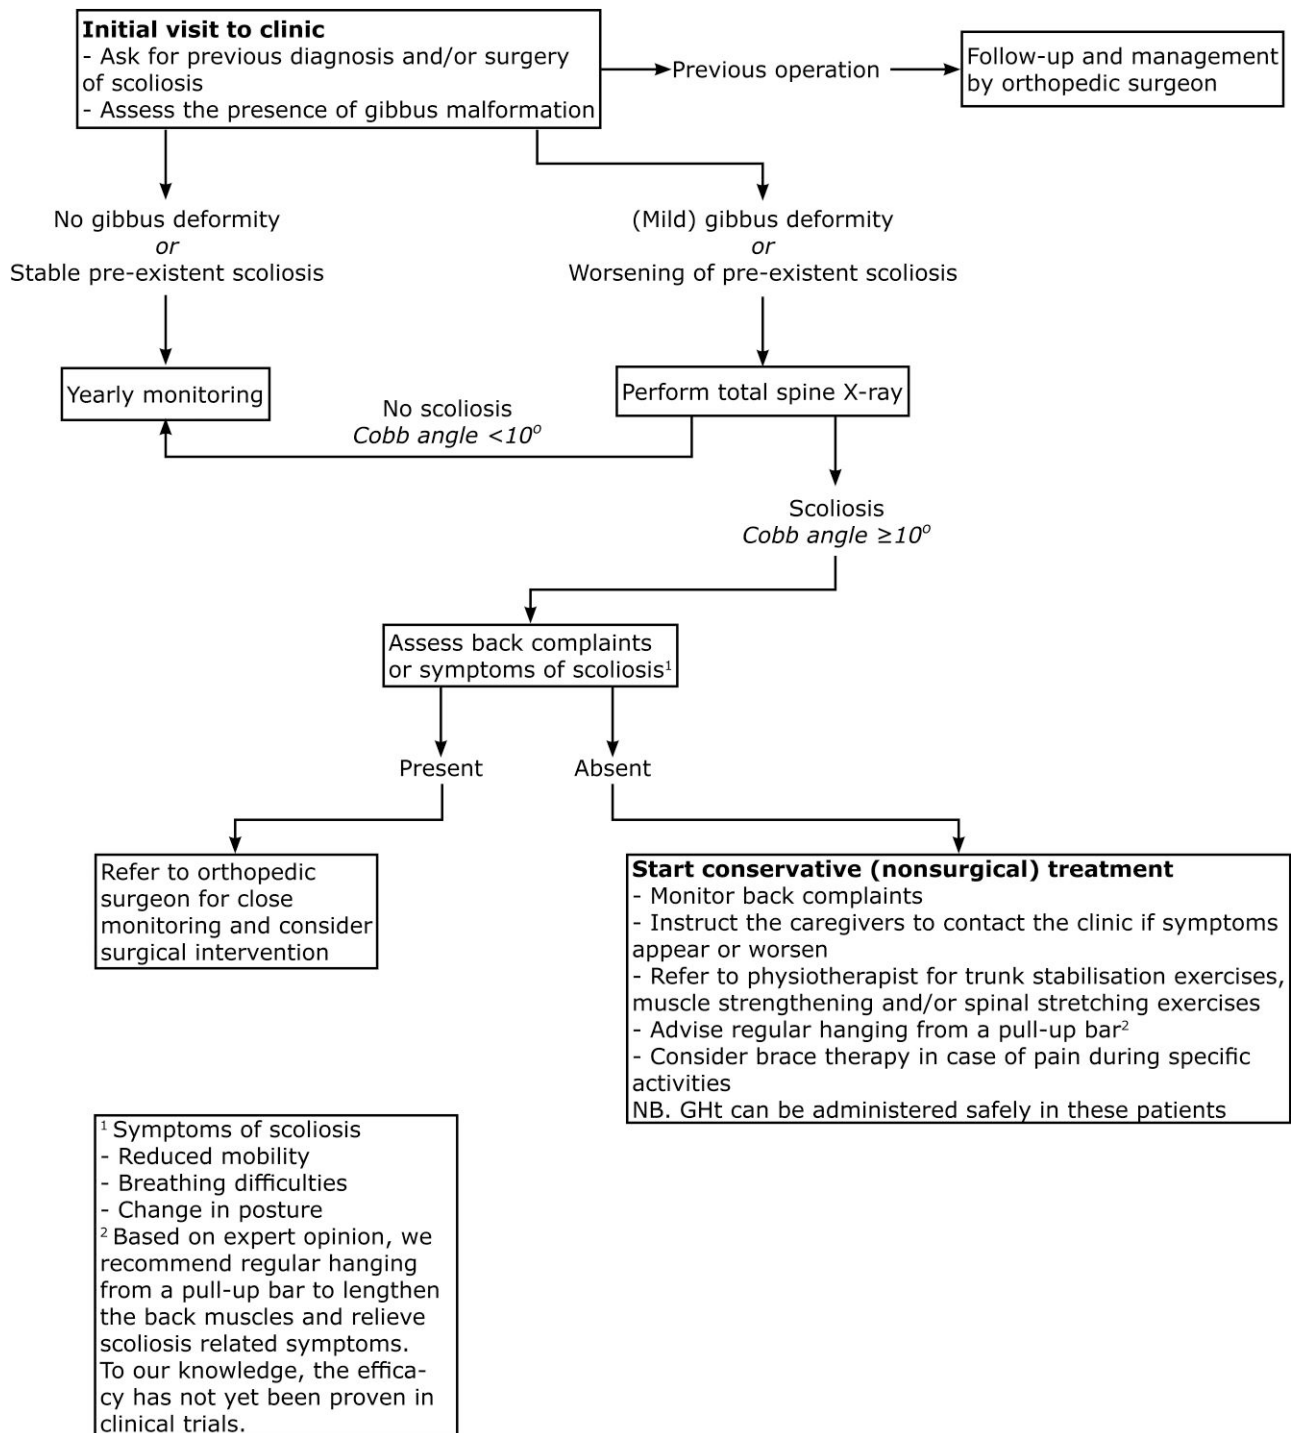 Initial visit to clinic
- Ask for previous diagnosis and/or surgery
of scoliosis
- Assess the presence of gibbus malformation
Previous operation
Follow-up and management
by orthopedic surgeon
No gibbus deformity
or
Stable pre-existent scoliosis
(Mild) gibbus deformity
or
Worsening of pre-existent scoliosis
Yearly monitoring
Perform total spine X-ray
No scoliosis
Cobb angle <10º
Scoliosis
Cobb angle ≥10º
Assess back complaints
or symptoms of scoliosis¹
Present
Absent
Refer to orthopedic
surgeon for close
monitoring and consider
surgical intervention
Start conservative (nonsurgical) treatment
- Monitor back complaints
- Instruct the caregivers to contact the clinic if symptoms
appear or worsen
- Refer to physiotherapist for trunk stabilisation exercises,
muscle strengthening and/or spinal stretching exercises
- Advise regular hanging from a pull-up bar²
- Consider brace therapy in case of pain during specific
activities
NB. GHt can be administered safely in these patients
¹ Symptoms of scoliosis
- Reduced mobility
- Breathing difficulties
- Change in posture
² Based on expert opinion, we
recommend regular hanging
from a pull-up bar to lengthen
the back muscles and relieve
scoliosis related symptoms.
To our knowledge, the effica-
cy has not yet been proven in
clinical trials.